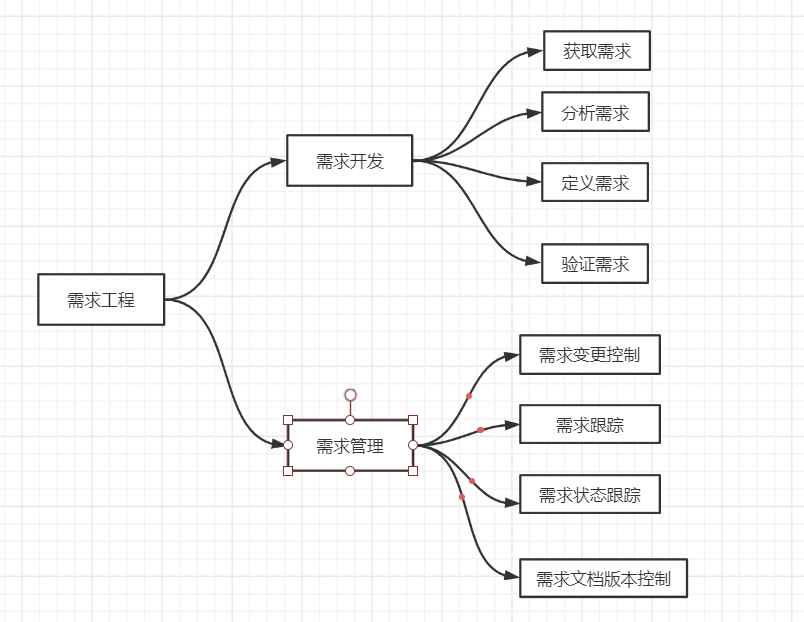 获取需求
分析需求
需求开发
定义需求
验证需求
需求工程
需求变更控制
需求跟踪
需求管理
需求状态跟踪
需求文档版本控制